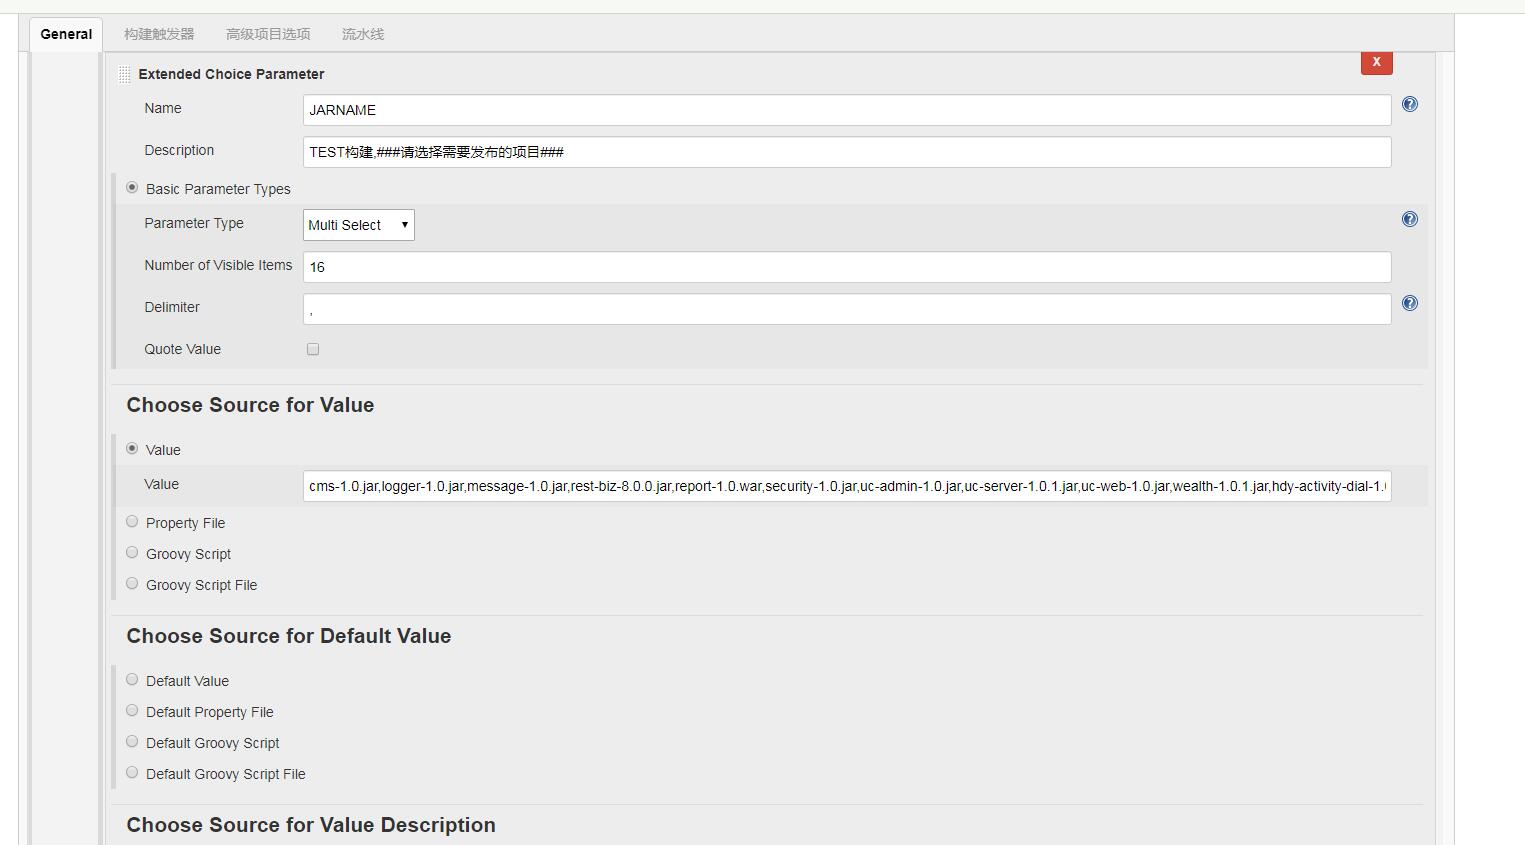 General 构建触发器 高级项目选项 流水线
Extended Choice Parameter X
Name JARNAME
Description TEST构建,###请选择需要发布的项目###
Basic Parameter Types
Parameter Type Multi Select
Number of Visible Items 16
Delimiter ,
Quote Value
Choose Source for Value
Value
Value cms-1.0.jar,logger-1.0.jar,message-1.0.jar,rest-biz-8.0.0.jar,report-1.0.war,security-1.0.jar,uc-admin-1.0.jar,uc-server-1.0.1.jar,uc-web-1.0.jar,wealth-1.0.1.jar,hdy-activity-dial-1.
Property File
Groovy Script
Groovy Script File
Choose Source for Default Value
Default Value
Default Property File
Default Groovy Script
Default Groovy Script File
Choose Source for Value Description